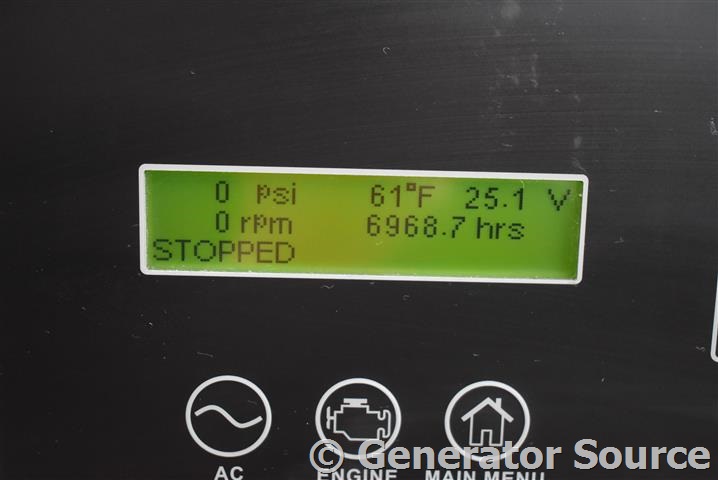 0 psi 61°F 25.1 V
0 rpm 6968.7 hrs
STOPPED
AC ENGINE MAIN MENU
© Generator Source